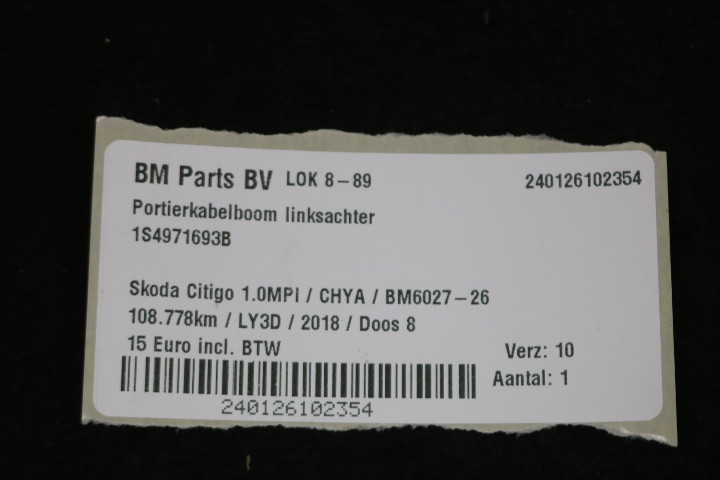 BM Parts BV LOK 8-89 240126102354
Portierkabelboom linksachter
1S4971693B
Skoda Citigo 1.0MPI / CHYA / BM6027-26
108.778km / LY3D / 2018 / Doos 8
15 Euro incl. BTW Verz: 10
Aantal: 1
240126102354